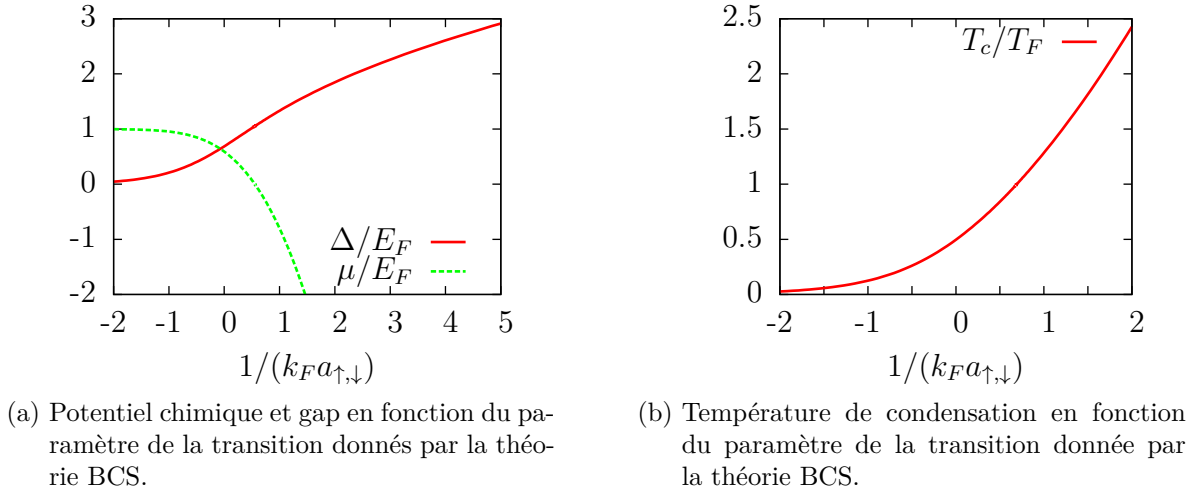 3
2
1
0
-1
-2
Δ/E_F
μ/E_F
-2 -1 0 1 2 3 4 5
1/(k_F a_{↑,↓})
(a) Potentiel chimique et gap en fonction du pa-
ramètre de la transition donnés par la théo-
rie BCS.
2.5
2
1.5
1
0.5
0
T_c/T_F
-2 -1 0 1 2
1/(k_F a_{↑,↓})
(b) Température de condensation en fonction
du paramètre de la transition donnée par
la théorie BCS.